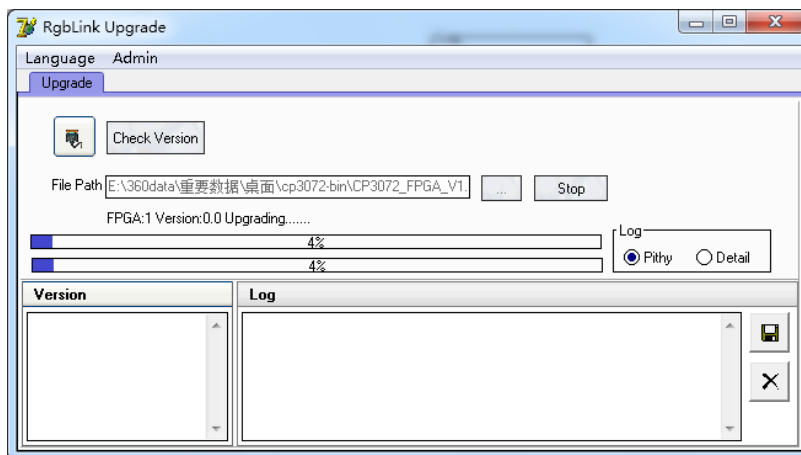 RgbLink Upgrade
Language Admin
Upgrade
Check Version
File Path E:\360data\重要数据\桌面\cp3072-bin\CP3072_FPGA_V1. ... Stop
FPGA:1 Version:0.0 Upgrading.......
4%
4%
Log
Pithy Detail
Version Log